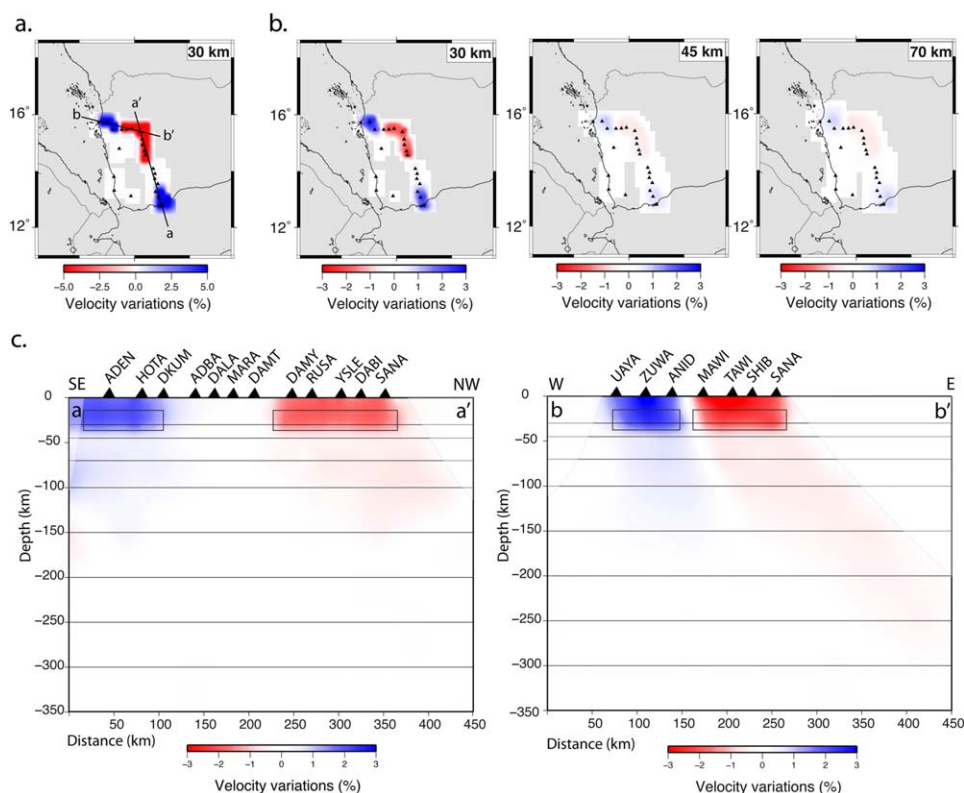 a.
b.
30 km
30 km
45 km
70 km
16°
12°
b
a'
b'
a
16°
12°
-5.0 -2.5 0.0 2.5 5.0
Velocity variations (%)
-3 -2 -1 0 1 2 3
Velocity variations (%)
-3 -2 -1 0 1 2 3
Velocity variations (%)
-3 -2 -1 0 1 2 3
Velocity variations (%)
c.
SE ADEN HOTA DKUM ADBA DALA MARA DAMT DAMY RUSA YSLE DABI SANA NW
a a'
0
-50
-100
-150
-200
-250
-300
-350
Depth (km)
50 100 150 200 250 300 350 400 450
Distance (km)
-3 -2 -1 0 1 2 3
Velocity variations (%)
W UAYA ZUWA ANID MAWI TAWI SHIB SANA E
b b'
0
-50
-100
-150
-200
-250
-300
-350
Depth (km)
50 100 150 200 250 300 350 400 450
Distance (km)
-3 -2 -1 0 1 2 3
Velocity variations (%)